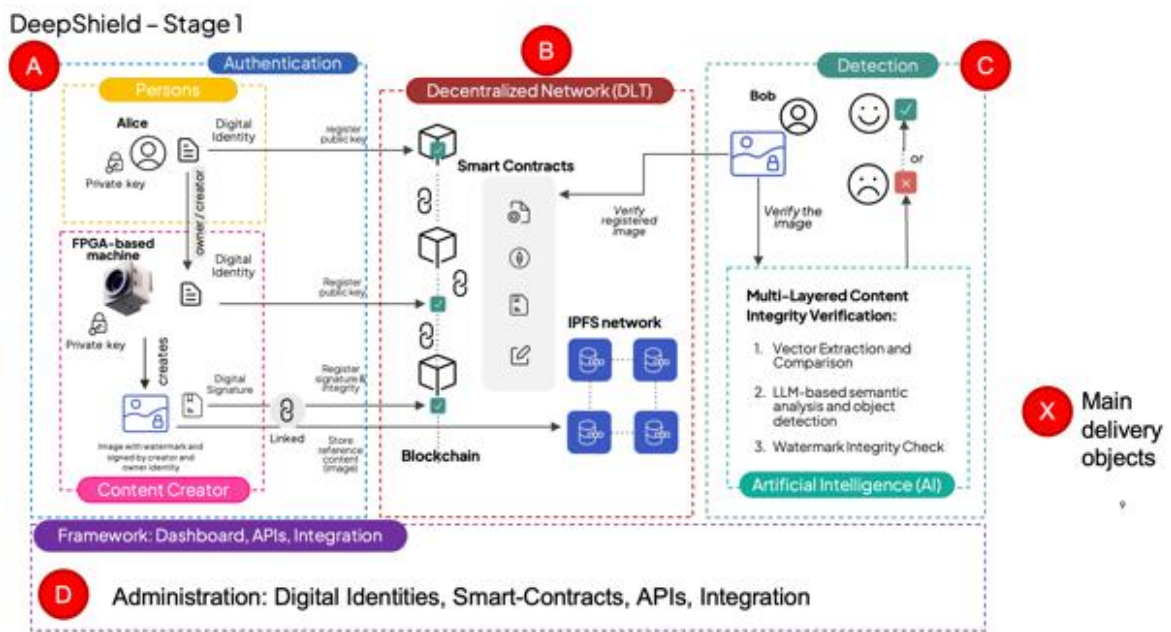 DeepShield – Stage 1
A
Authentication
B
Detection
C
Persons
Decentralized Network (DLT)
Alice
Digital
Identity
register
public key
Private key
owner / creator
Smart Contracts
Bob
Verify
registered
image
Verify the
image
or
FPGA-based
machine
Digital
Identity
Register
public key
Private key
creates
IPFS network
Multi-Layered Content
Integrity Verification:
1. Vector Extraction and
Comparison
2. LLM-based semantic
analysis and object
detection
3. Watermark Integrity Check
Artificial Intelligence (AI)
Digital
Signature
Register
signature &
Integrity
Linked
Store
reference
content
(image)
Blockchain
Image with watermark and
signed by creator and
owner identity
Content Creator
X
Main
delivery
objects
9
Framework: Dashboard, APIs, Integration
D
Administration: Digital Identities, Smart-Contracts, APIs, Integration